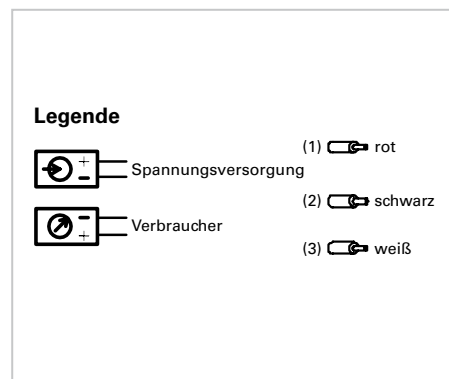 Legende
+
−
Spannungsversorgung
−
+
Verbraucher
(1) rot
(2) schwarz
(3) weiß